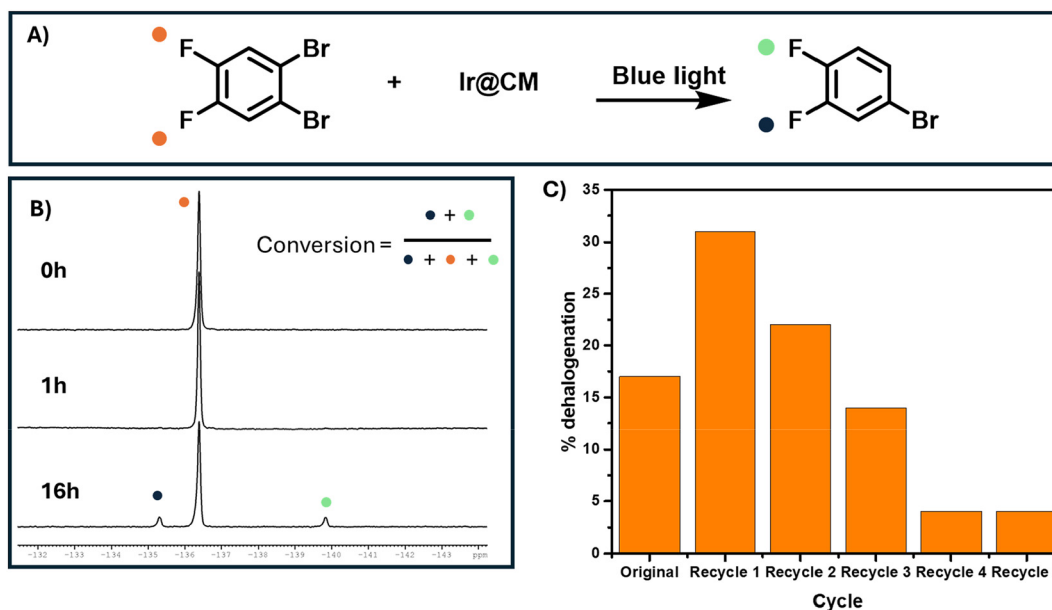 A)
F
F
Br
Br
+
Ir@CM
Blue light
F
F
Br
B)
Conversion =
+
+ +
0h
1h
16h
-132 -133 -134 -135 -136 -137 -138 -139 -140 -141 -142 -143 ppm
C)
% dehalogenation
35
30
25
20
15
10
5
0
Original Recycle 1 Recycle 2 Recycle 3 Recycle 4 Recycle
Cycle